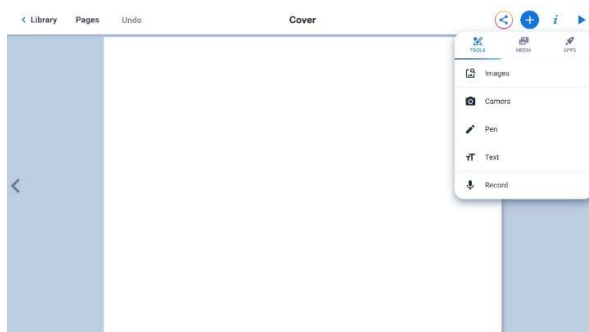 Library Pages Undo Cover
TOOLS MEDIA APPS
Images
Camera
Pen
Text
Record